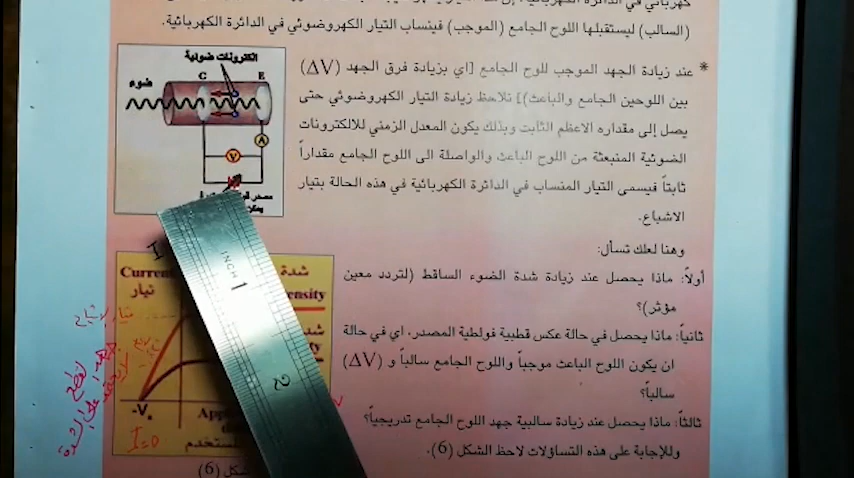 (السالب) ليستقبلها اللوح الجامع (الموجب) فينساب التيار الكهروضوئي في الدائرة الكهربائية.
* عند زيادة الجهد الموجب للوح الجامع [اي بزيادة فرق الجهد (ΔV)
بين اللوحين الجامع والباعث)] نلاحظ زيادة التيار الكهروضوئي حتى
يصل إلى مقداره الاعظم الثابت وبذلك يكون المعدل الزمني للالكترونات
الضوئية المنبعثة من اللوح الباعث والواصلة الى اللوح الجامع مقداراً
ثابتاً فيسمى التيار المنساب في الدائرة الكهربائية في هذه الحالة بتيار
الاشباع.
وهنا لعلك تسأل:
أولاً: ماذا يحصل عند زيادة شدة الضوء الساقط (لتردد معين
مؤثر)؟
ثانياً: ماذا يحصل في حالة عكس قطبية فولطية المصدر، اي في حالة
ان يكون اللوح الباعث موجباً واللوح الجامع سالباً و (ΔV)
سالباً؟
ثالثاً: ماذا يحصل عند زيادة سالبية جهد اللوح الجامع تدريجياً؟
وللإجابة على هذه التساؤلات لاحظ الشكل (6).
الكترونات ضوئية
ضوء
C E
A
V
I
Current
تيار
شدة
-V
I=0
(6)
INCH
1
2